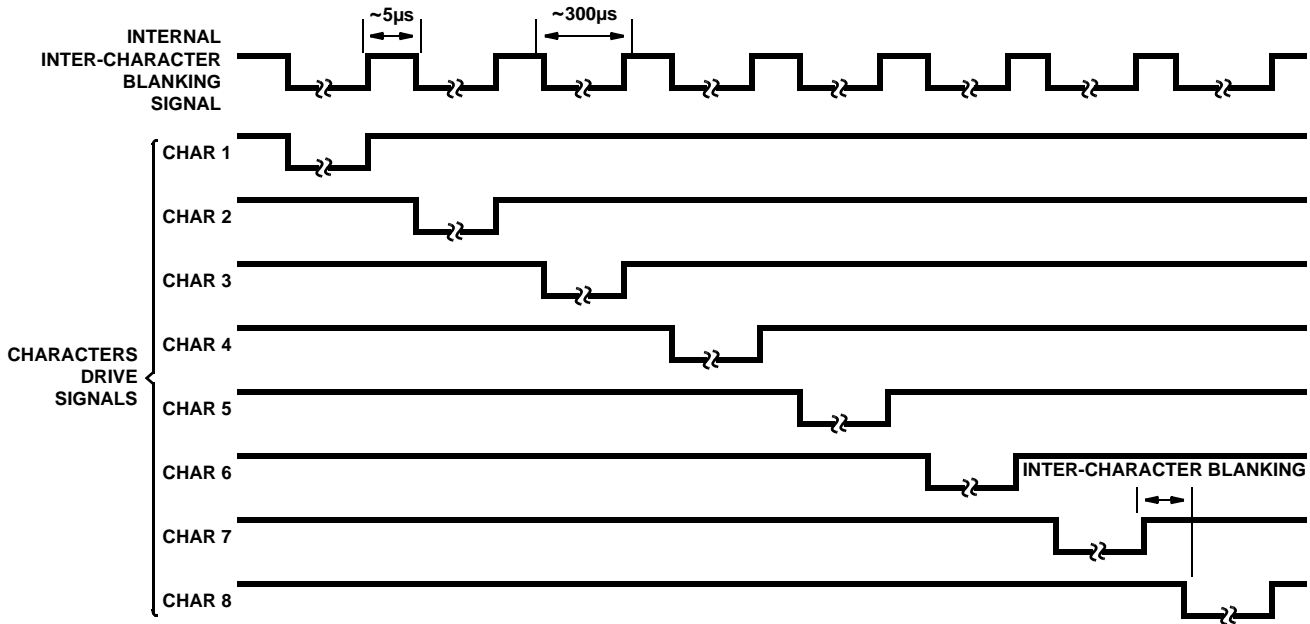 ~5µs
~300µs
INTERNAL
INTER-CHARACTER
BLANKING
SIGNAL
CHAR 1
CHAR 2
CHAR 3
CHAR 4
CHARACTERS
DRIVE
SIGNALS
CHAR 5
CHAR 6
INTER-CHARACTER BLANKING
CHAR 7
CHAR 8